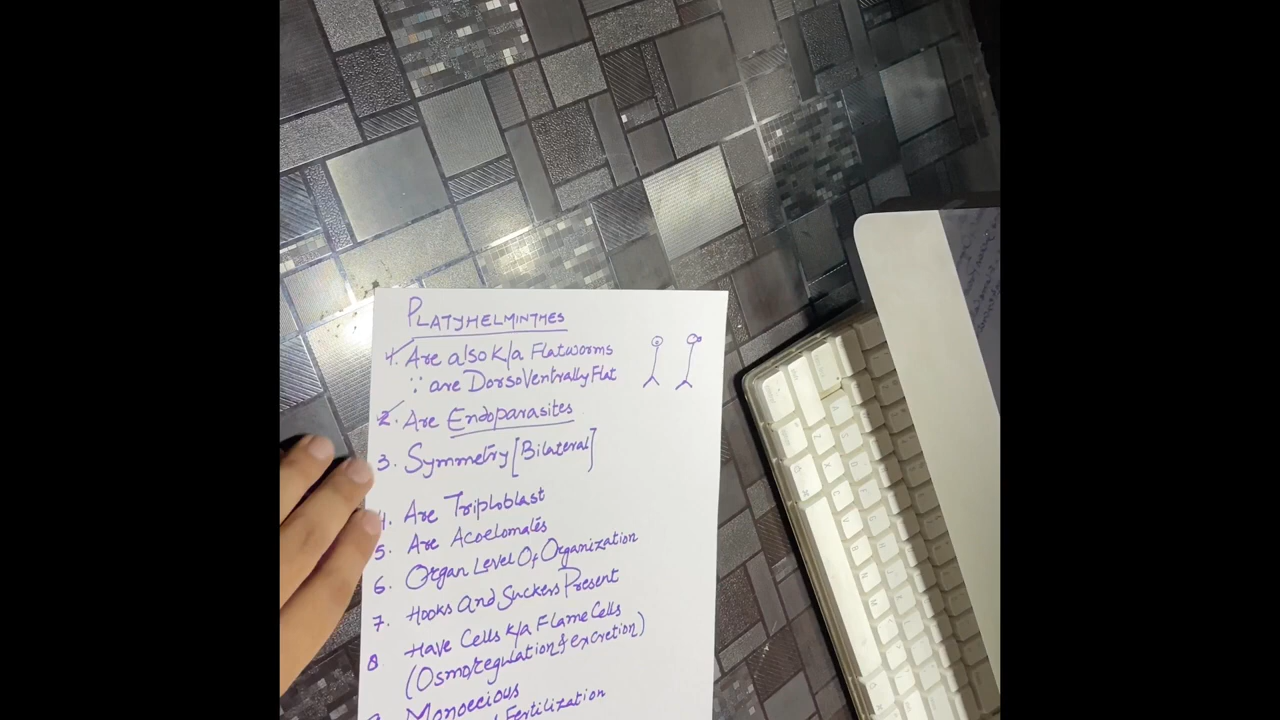 PLATYHELMINTHES
1. Are also k/a Flatworms
∵ are DorsoVentrally Flat
2. Are Endoparasites
3. Symmetry [Bilateral]
4. Are Triploblast
5. Are Acoelomates
6. Organ Level Of Organization
7. Hooks and Suckers Present
8 Have Cells k/a Flame Cells
(Osmoregulation & excretion)
Monoecious
Fertilization